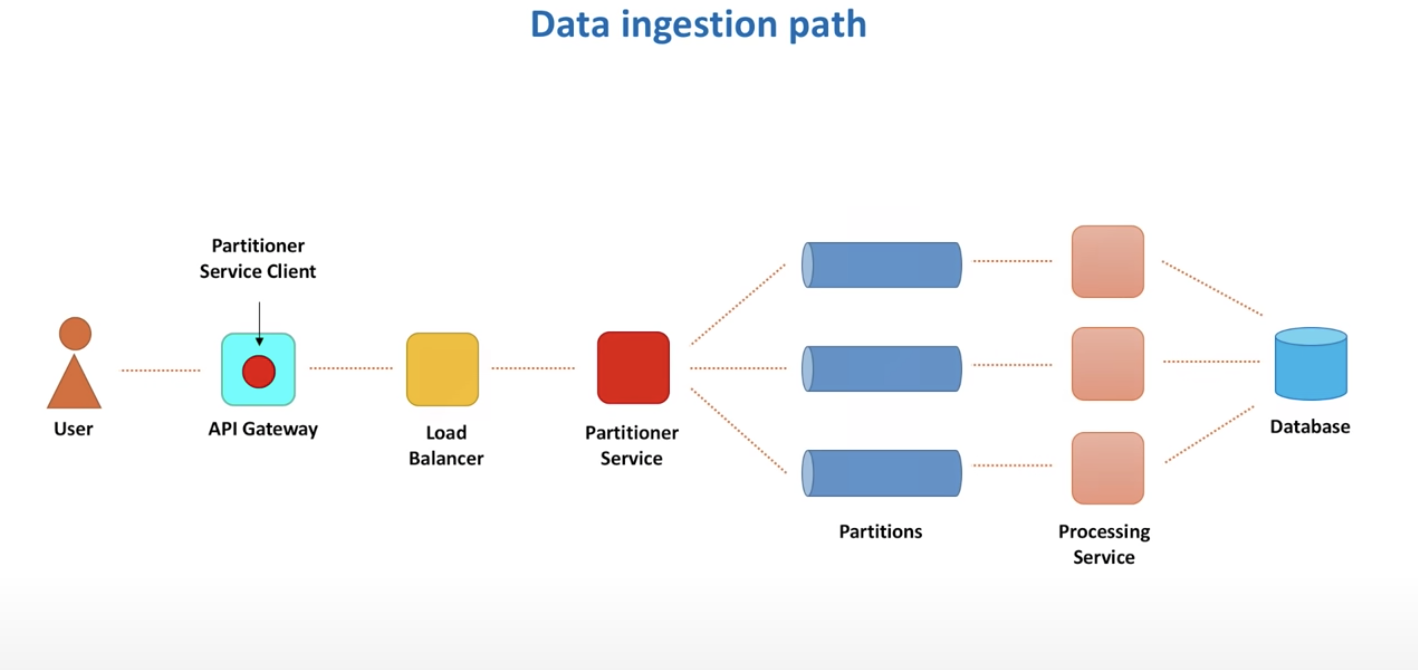 Data ingestion path
Partitioner
Service Client
User
API Gateway
Load
Balancer
Partitioner
Service
Partitions
Processing
Service
Database